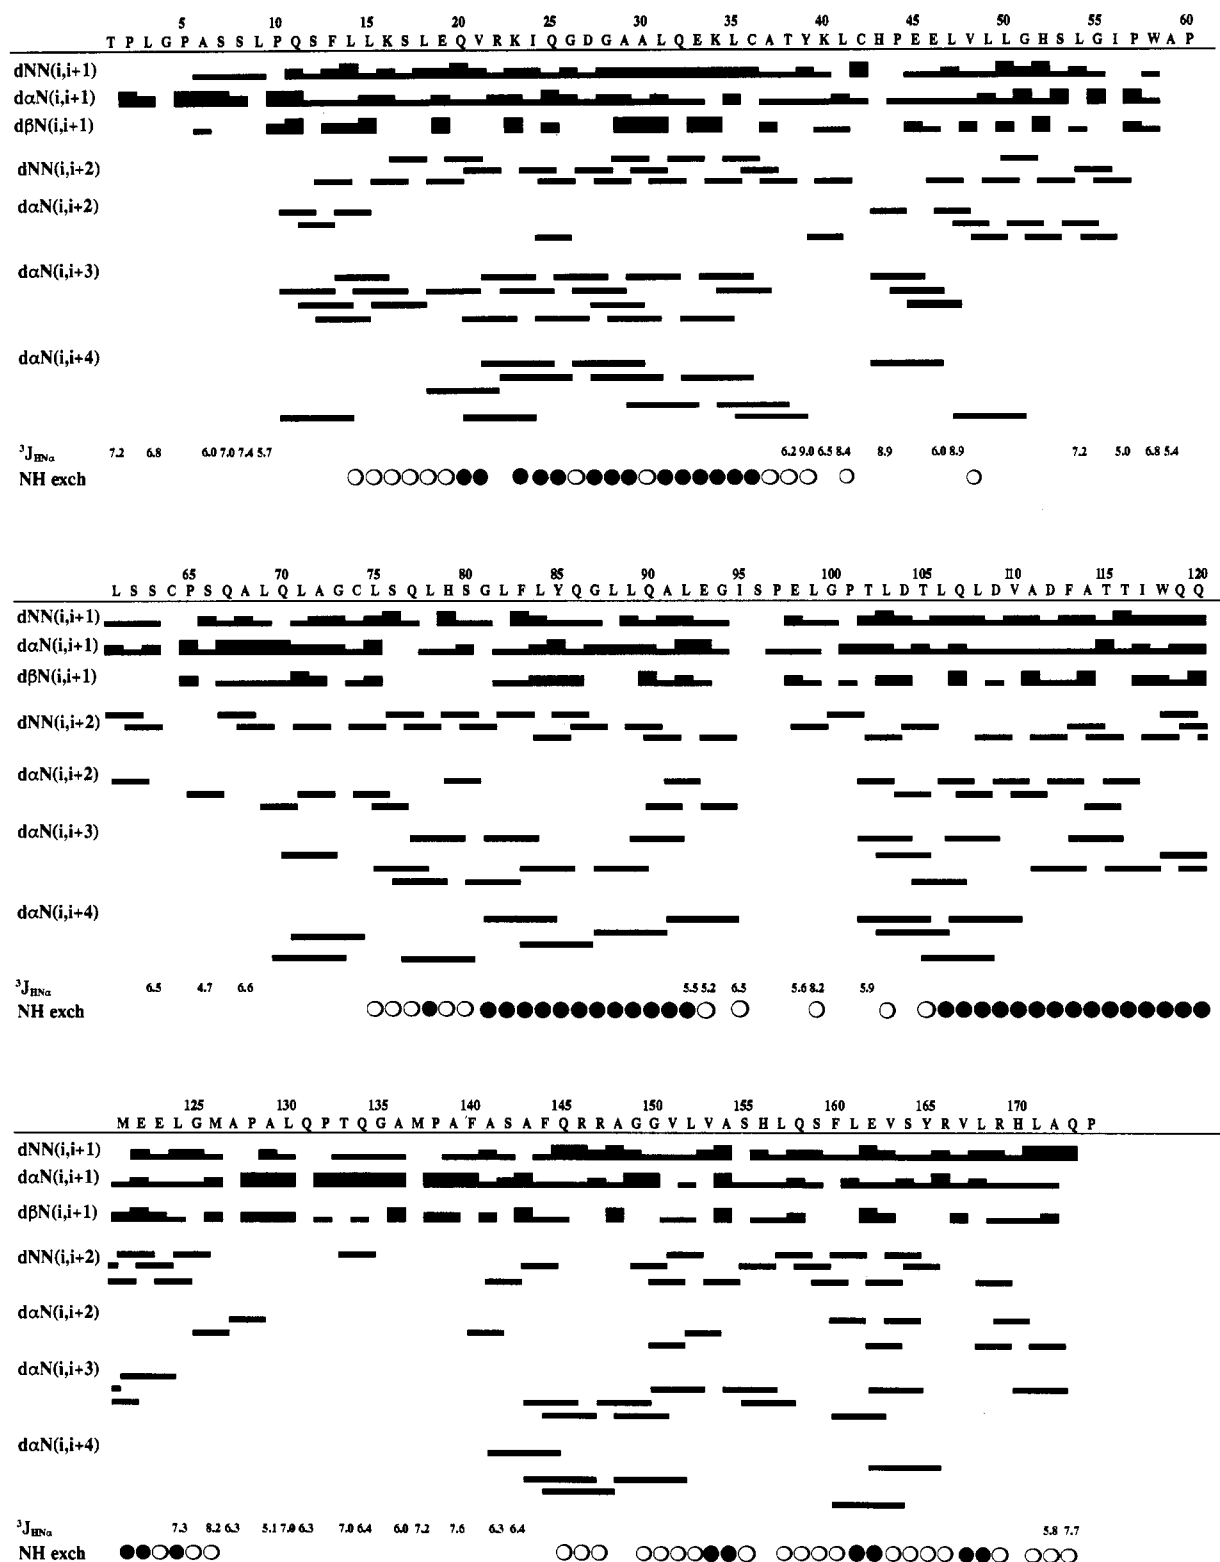 5 10 15 20 25 30 35 40 45 50 55 60
T P L G P A S S L P Q S F L L K S L E Q V R K I Q G D G A A L Q E K L C A T Y K L C H P E E L V L L G H S L G I P W A P
dNN(i,i+1)
dαN(i,i+1)
dβN(i,i+1)
dNN(i,i+2)
dαN(i,i+2)
dαN(i,i+3)
dαN(i,i+4)
³J_HNα 7.2 6.8 6.0 7.0 7.4 5.7 6.2 9.0 6.5 8.4 8.9 6.0 8.9 7.2 5.0 6.8 5.4
NH exch
65 70 75 80 85 90 95 100 105 110 115 120
L S S C P S Q A L Q L A G C L S Q L H S G L F L Y Q G L L Q A L E G I S P E L G P T L D T L Q L D V A D F A T T I W Q Q
dNN(i,i+1)
dαN(i,i+1)
dβN(i,i+1)
dNN(i,i+2)
dαN(i,i+2)
dαN(i,i+3)
dαN(i,i+4)
³J_HNα 6.5 4.7 6.6 5.5 5.2 6.5 5.6 8.2 5.9
NH exch
125 130 135 140 145 150 155 160 165 170
M E E L G M A P A L Q P T Q G A M P A F A S A F Q R R A G G V L V A S H L Q S F L E V S Y R V L R H L A Q P
dNN(i,i+1)
dαN(i,i+1)
dβN(i,i+1)
dNN(i,i+2)
dαN(i,i+2)
dαN(i,i+3)
dαN(i,i+4)
³J_HNα 7.3 8.2 6.3 5.1 7.0 6.3 7.0 6.4 6.0 7.2 7.6 6.3 6.4 5.8 7.7
NH exch